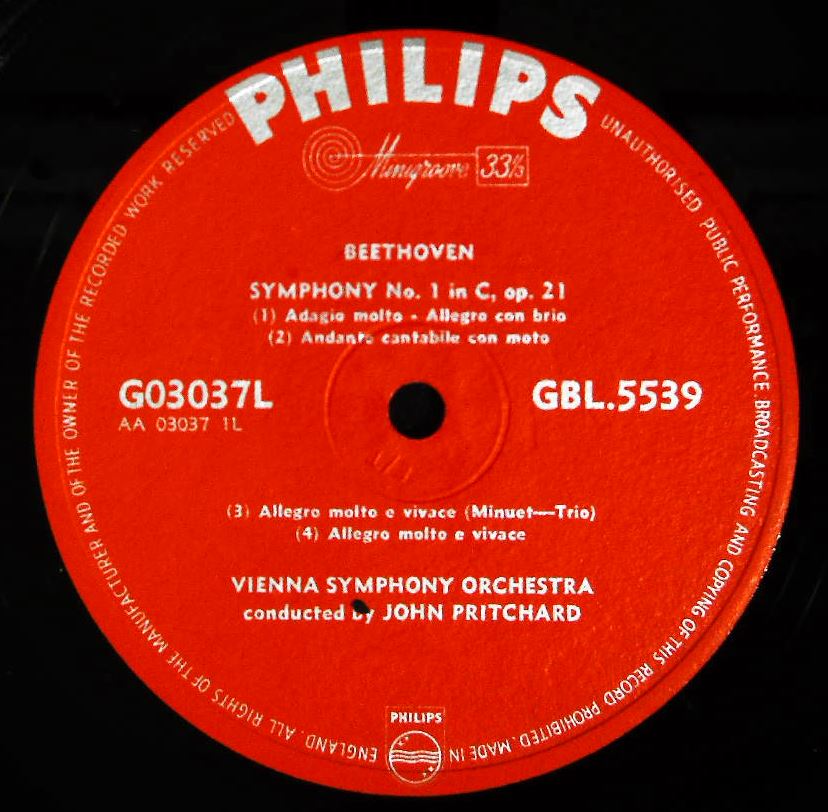 PHILIPS
Minigroove 33⅓
BEETHOVEN
SYMPHONY No. 1 in C, op. 21
(1) Adagio molto - Allegro con brio
(2) Andante cantabile con moto
G03037L
GBL.5539
AA 03037 1L
(3) Allegro molto e vivace (Minuet—Trio)
(4) Allegro molto e vivace
VIENNA SYMPHONY ORCHESTRA
conducted by JOHN PRITCHARD
PHILIPS
MADE IN ENGLAND. ALL RIGHTS OF THE MANUFACTURER AND OF THE OWNER OF THE RECORDED WORK RESERVED
UNAUTHORISED PUBLIC PERFORMANCE. BROADCASTING AND COPYING OF THIS RECORD PROHIBITED.